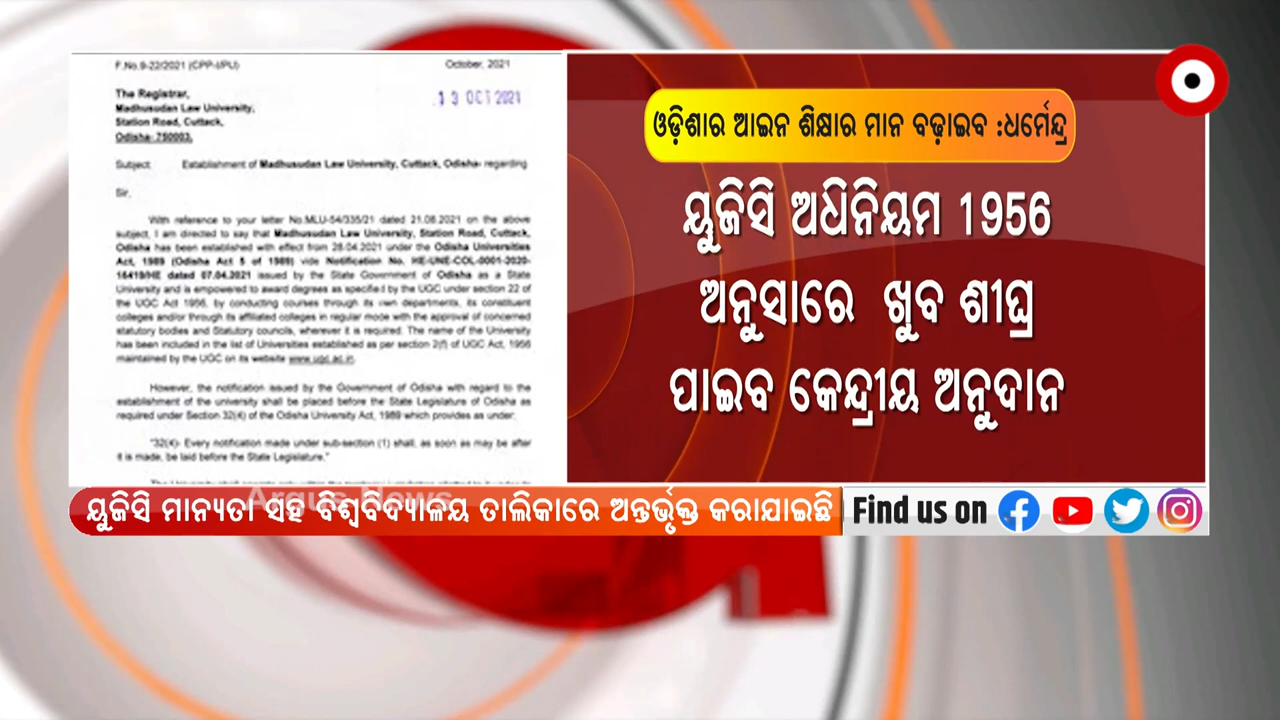 F.No.9-22/2021 (CPP-I/PU)
October, 2021
13 OCT 2021
The Registrar,
Madhusudan Law University,
Station Road, Cuttack,
Odisha- 750003.
Subject: Establishment of Madhusudan Law University, Cuttack, Odisha- regarding
Sir,
With reference to your letter No.MLU-54/335/21 dated 21.08.2021 on the above
subject, I am directed to say that Madhusudan Law University, Station Road, Cuttack,
Odisha has been established with effect from 28.04.2021 under the Odisha Universities
Act, 1989 (Odisha Act 5 of 1989) vide Notification No. HE-UNE-COL-0001-2020-
16419/HE dated 07.04.2021 issued by the State Government of Odisha as a State
University and is empowered to award degrees as specified by the UGC under section 22 of
the UGC Act 1956, by conducting courses through its own departments, its constituent
colleges and/or through its affiliated colleges in regular mode with the approval of concerned
statutory bodies and Statutory councils, wherever it is required. The name of the University
has been included in the list of Universities established as per section 2(f) of UGC Act, 1956
maintained by the UGC on its website www.ugc.ac.in.
However, the notification issued by the Government of Odisha with regard to the
establishment of the university shall be placed before the State Legislature of Odisha as
required under Section 32(4) of the Odisha University Act, 1989 which provides as under:
"32(4)- Every notification made under sub-section (1) shall, as soon as may be after
it is made, be laid before the State Legislature."
ଓଡ଼ିଶାର ଆଇନ ଶିକ୍ଷାର ମାନ ବଢ଼ାଇବ :ଧର୍ମେନ୍ଦ୍ର
ୟୁଜିସି ଅଧିନିୟମ 1956
ଅନୁସାରେ ଖୁବ ଶୀଘ୍ର
ପାଇବ କେନ୍ଦ୍ରୀୟ ଅନୁଦାନ
Argus News
ୟୁଜିସି ମାନ୍ୟତା ସହ ବିଶ୍ୱବିଦ୍ୟାଳୟ ତାଲିକାରେ ଅନ୍ତର୍ଭୃକ୍ତ କରାଯାଇଛି
Find us on